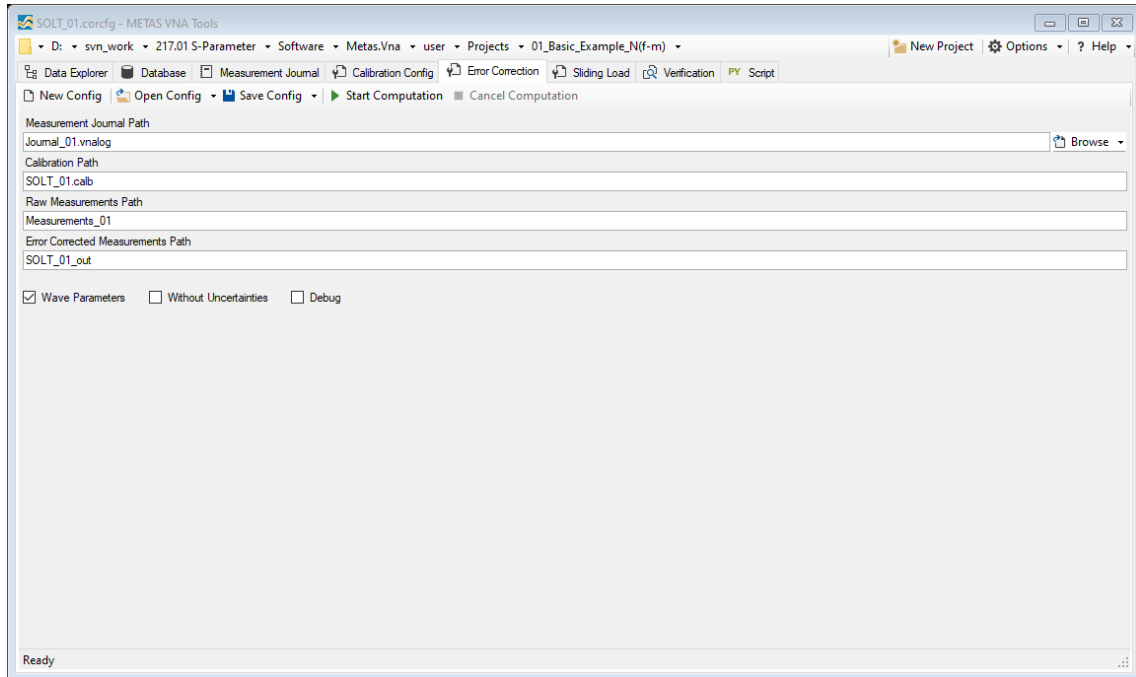 SOLT_01.corcfg - METAS VNA Tools
D: svn_work 217.01 S-Parameter Software Metas.Vna user Projects 01_Basic_Example_N(f-m) New Project Options ? Help
Data Explorer Database Measurement Journal Calibration Config Error Correction Sliding Load Verification PY Script
New Config Open Config Save Config Start Computation Cancel Computation
Measurement Journal Path
Journal_01.vnalog Browse
Calibration Path
SOLT_01.calb
Raw Measurements Path
Measurements_01
Error Corrected Measurements Path
SOLT_01_out
Wave Parameters Without Uncertainties Debug
Ready